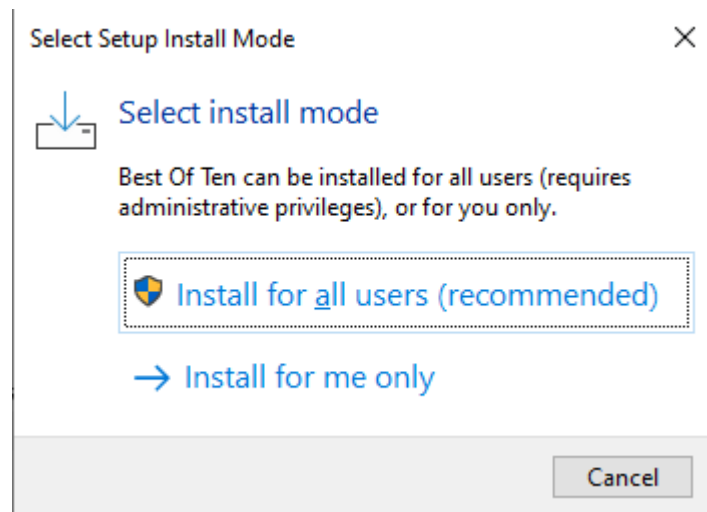 Select Setup Install Mode
Select install mode
Best Of Ten can be installed for all users (requires
administrative privileges), or for you only.
Install for all users (recommended)
Install for me only
Cancel